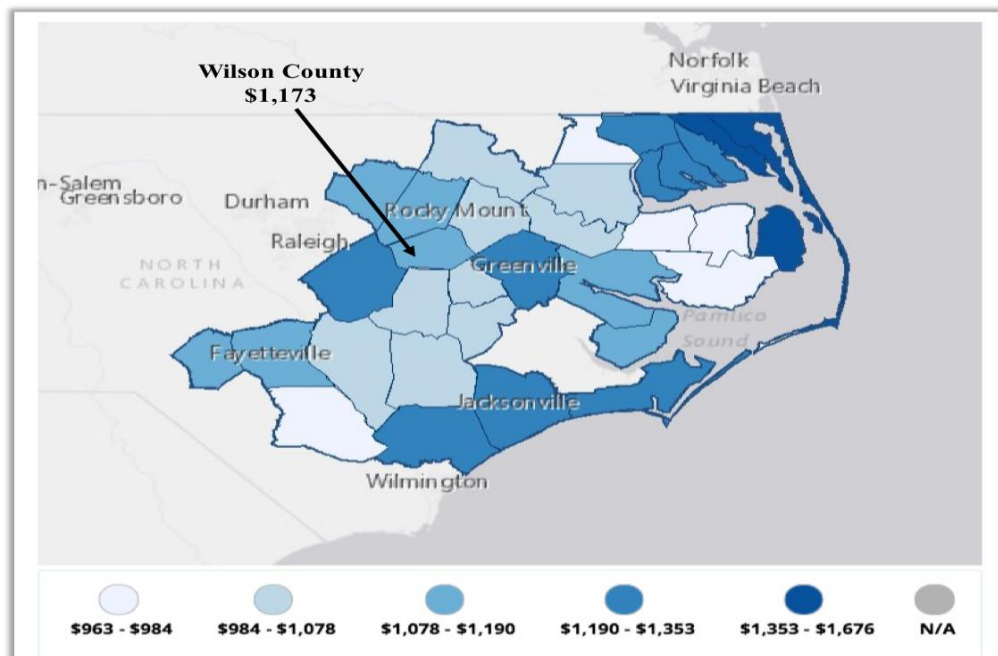 Norfolk
Virginia Beach
Wilson County
$1,173
n-Salem
Greensboro
Durham
Rocky Mount
Raleigh
NORTH
CAROLINA
Greenville
Pamlico
Sound
Fayetteville
Jacksonville
Wilmington
$963 - $984
$984 - $1,078
$1,078 - $1,190
$1,190 - $1,353
$1,353 - $1,676
N/A